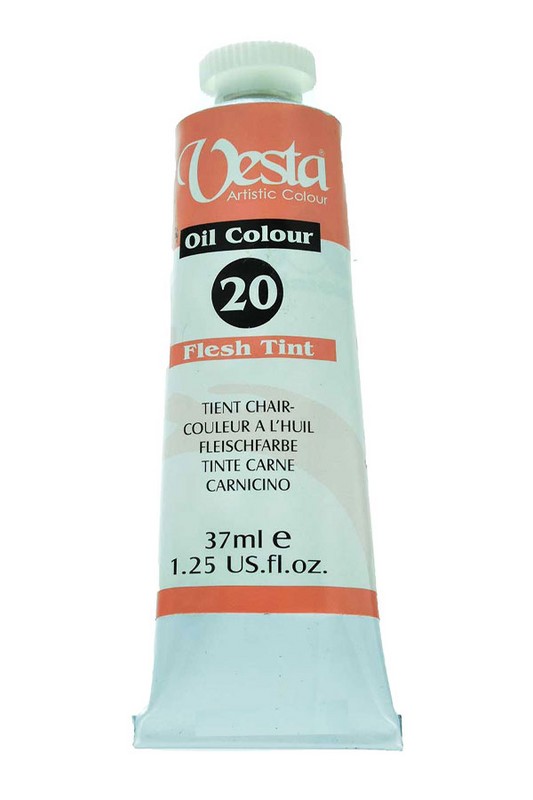 Vesta®
Artistic Colour
Oil Colour
20
Flesh Tint
TIENT CHAIR-
COULEUR A L'HUIL
FLEISCHFARBE
TINTE CARNE
CARNICINO
37ml e
1.25 US.fl.oz.